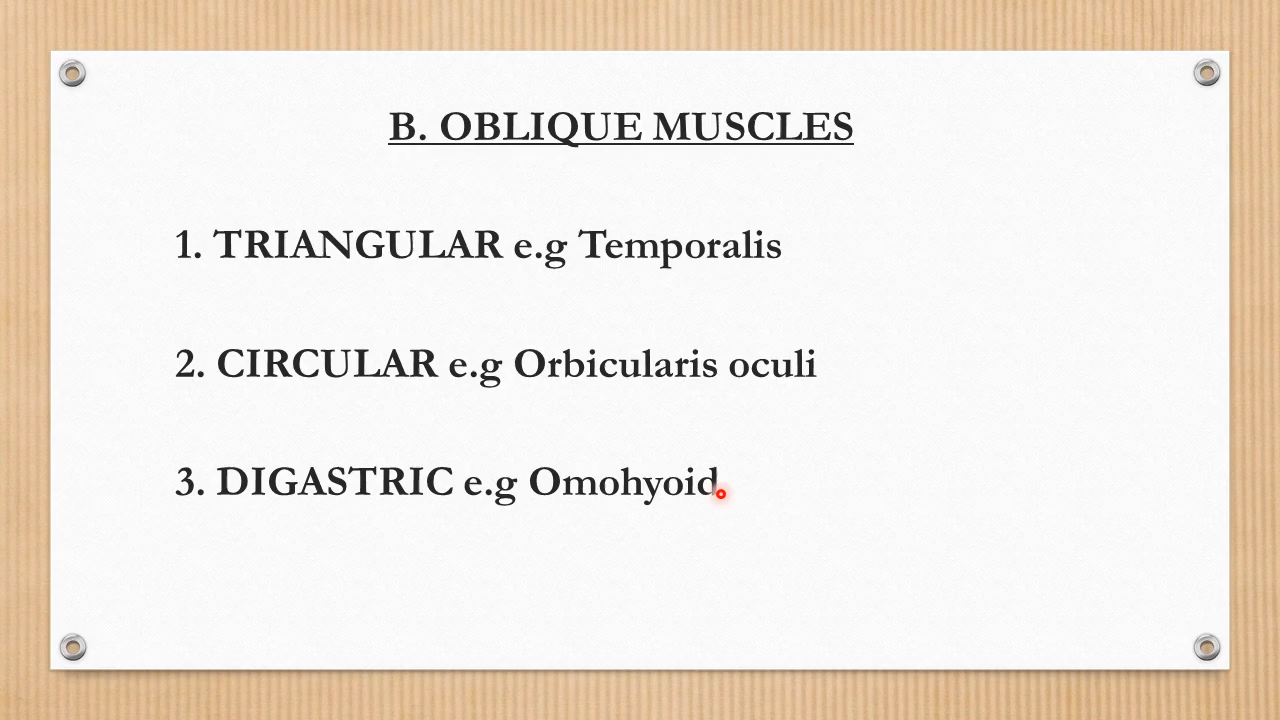 B. OBLIQUE MUSCLES
1. TRIANGULAR e.g Temporalis
2. CIRCULAR e.g Orbicularis oculi
3. DIGASTRIC e.g Omohyoid